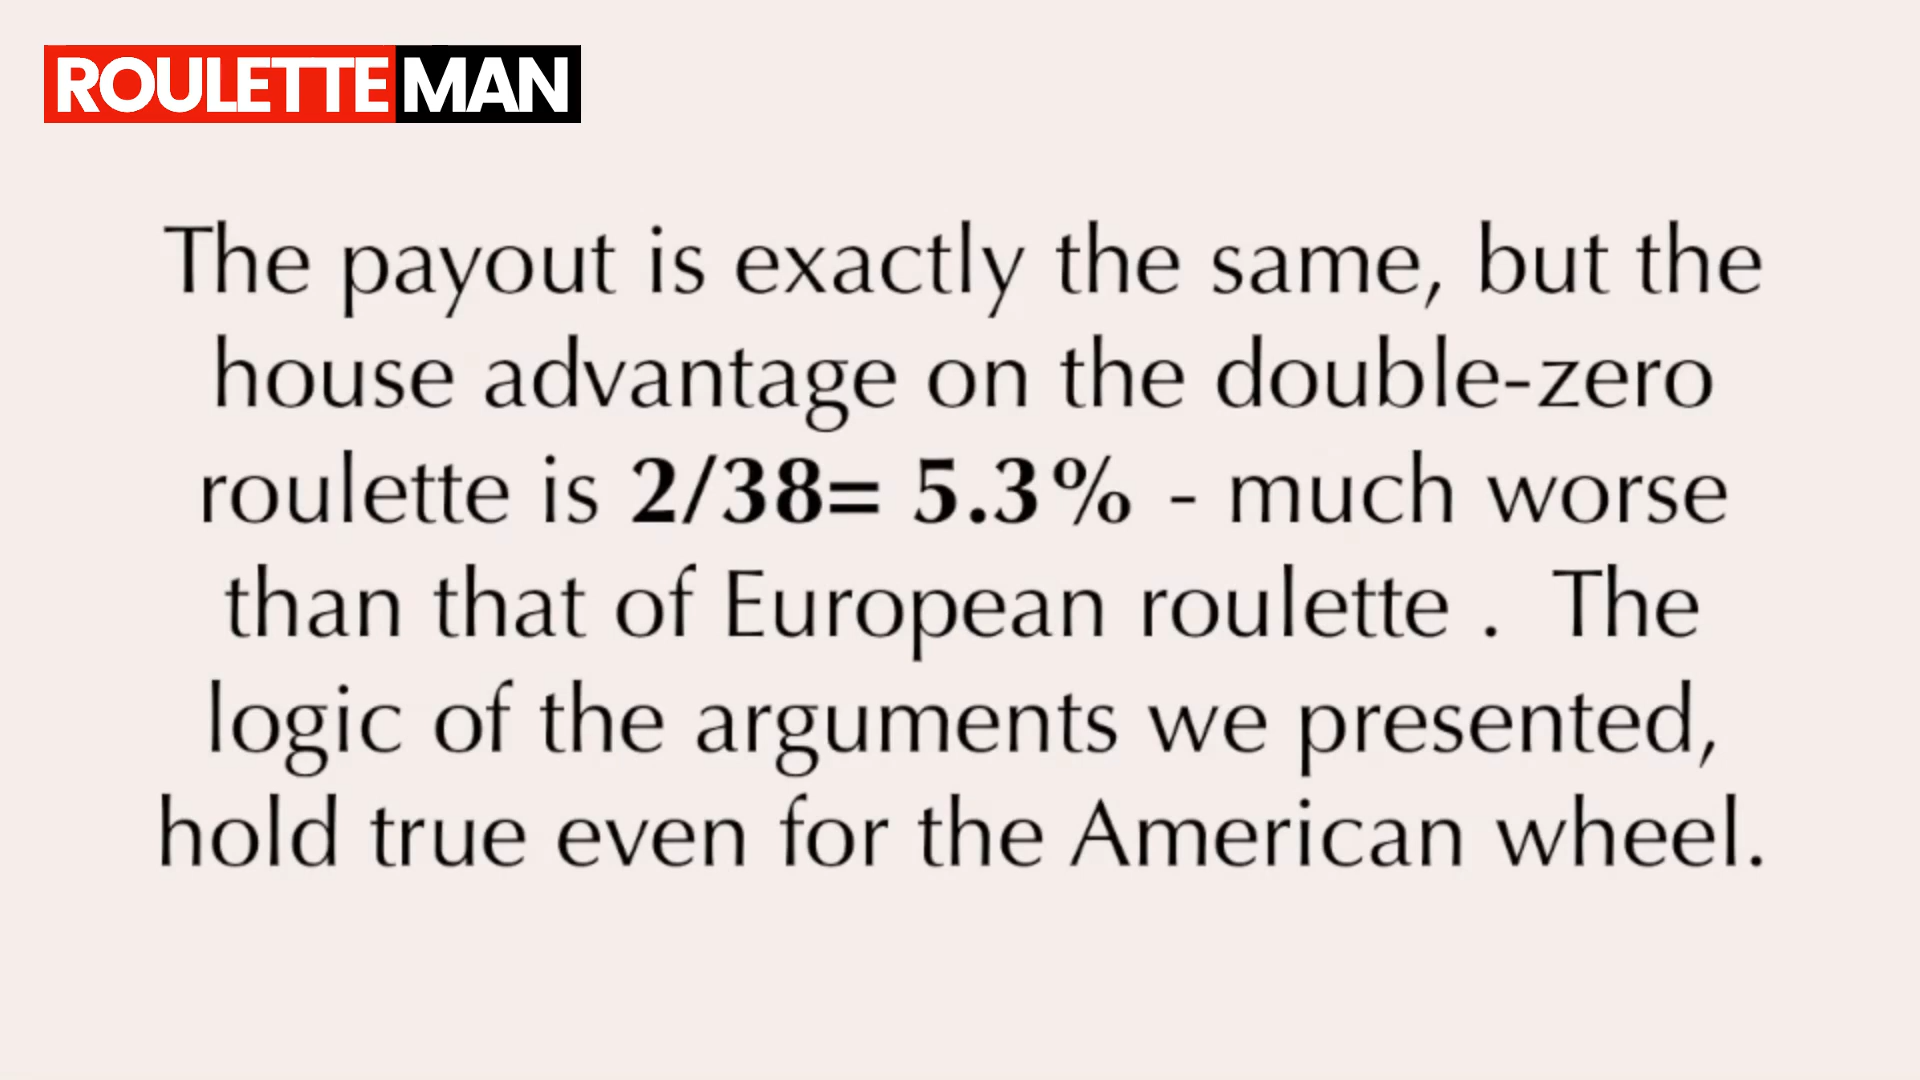 ROULETTEMAN
The payout is exactly the same, but the
house advantage on the double-zero
roulette is 2/38= 5.3% - much worse
than that of European roulette .  The
logic of the arguments we presented,
hold true even for the American wheel.